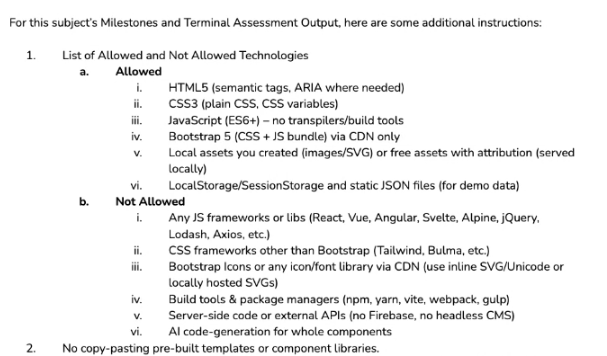 For this subject's Milestones and Terminal Assessment Output, here are some additional instructions:
1. List of Allowed and Not Allowed Technologies
a. Allowed
i. HTML5 (semantic tags, ARIA where needed)
ii. CSS3 (plain CSS, CSS variables)
iii. JavaScript (ES6+) – no transpilers/build tools
iv. Bootstrap 5 (CSS + JS bundle) via CDN only
v. Local assets you created (images/SVG) or free assets with attribution (served
locally)
vi. LocalStorage/SessionStorage and static JSON files (for demo data)
b. Not Allowed
i. Any JS frameworks or libs (React, Vue, Angular, Svelte, Alpine, jQuery,
Lodash, Axios, etc.)
ii. CSS frameworks other than Bootstrap (Tailwind, Bulma, etc.)
iii. Bootstrap Icons or any icon/font library via CDN (use inline SVG/Unicode or
locally hosted SVGs)
iv. Build tools & package managers (npm, yarn, vite, webpack, gulp)
v. Server-side code or external APIs (no Firebase, no headless CMS)
vi. AI code-generation for whole components
2. No copy-pasting pre-built templates or component libraries.